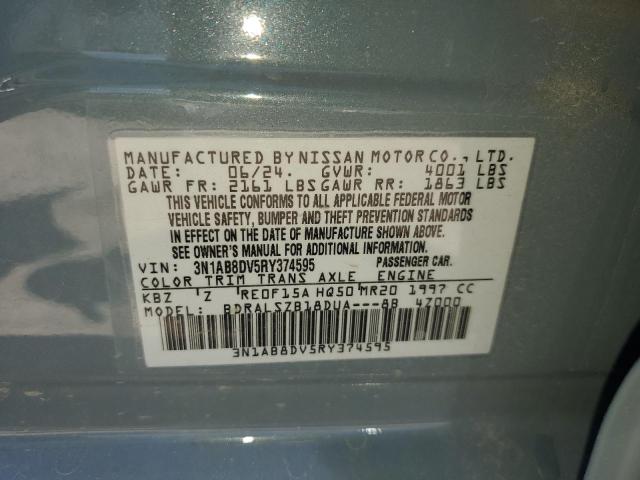 MANUFACTURED BY NISSAN MOTOR CO., LTD.
DATE: 06/24. GVWR: 4001 LBS
GAWR FR: 2161 LBS GAWR RR: 1863 LBS
THIS VEHICLE CONFORMS TO ALL APPLICABLE FEDERAL MOTOR
VEHICLE SAFETY, BUMPER AND THEFT PREVENTION STANDARDS
IN EFFECT ON THE DATE OF MANUFACTURE SHOWN ABOVE.
SEE OWNER'S MANUAL FOR ADDITIONAL INFORMATION.
VIN: 3N1AB8DV5RY374595 PASSENGER CAR.
COLOR TRIM TRANS AXLE ENGINE
KBZ 'Z RE0F15A HQ50 MR20 1997 CC
MODEL: BDRALSZB18DUA---8B 4Z000
3N1AB8DV5RY374595